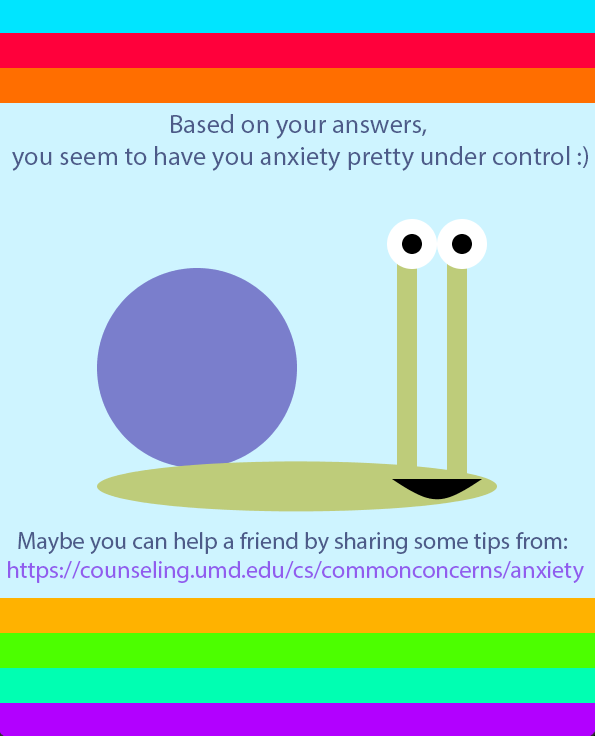 Based on your answers,
you seem to have you anxiety pretty under control :)
Maybe you can help a friend by sharing some tips from:
https://counseling.umd.edu/cs/commonconcerns/anxiety